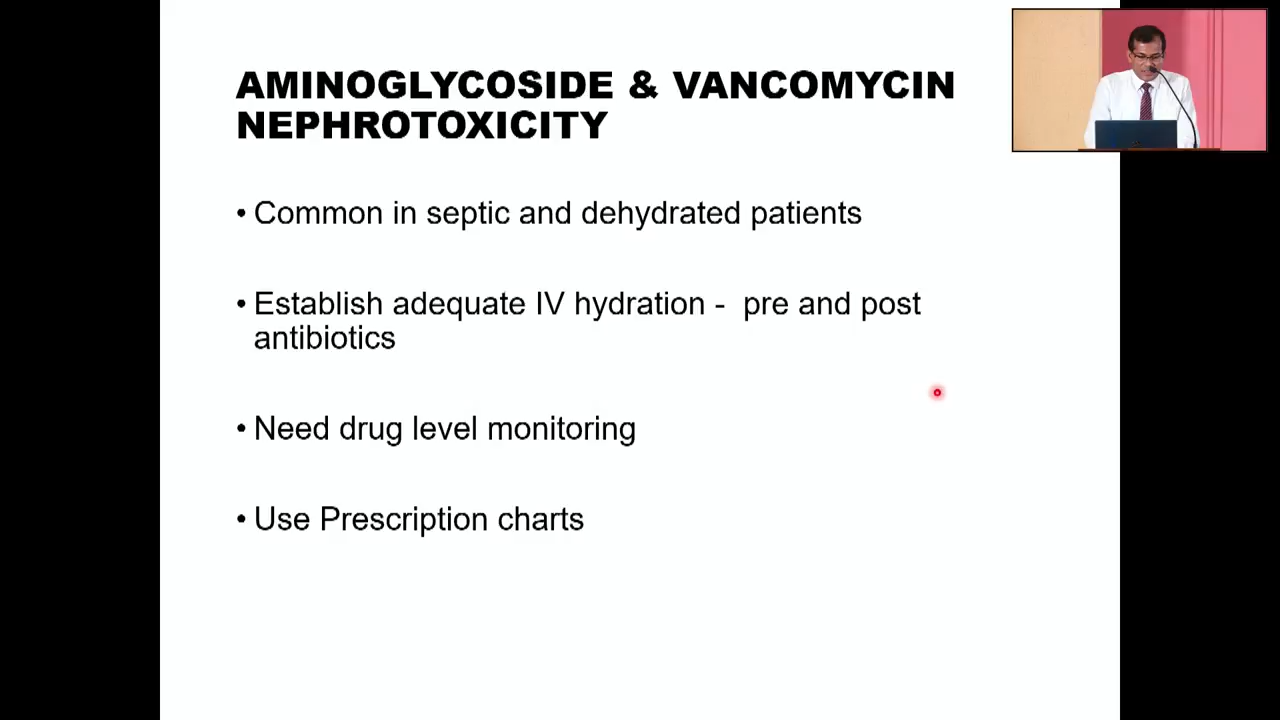 AMINOGLYCOSIDE & VANCOMYCIN
NEPHROTOXICITY
• Common in septic and dehydrated patients
• Establish adequate IV hydration - pre and post
antibiotics
• Need drug level monitoring
• Use Prescription charts